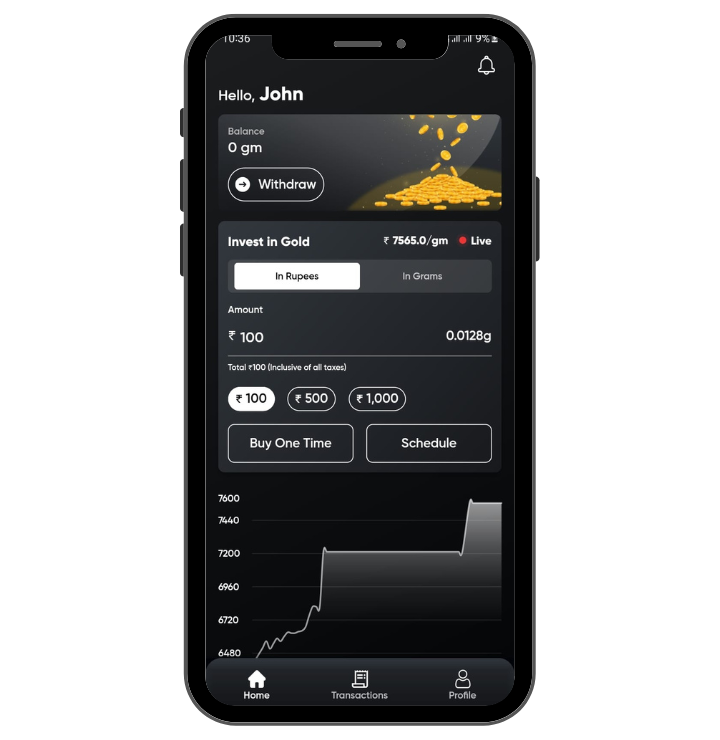 10:36
9%
Hello, John
Balance
0 gm
Withdraw
Invest in Gold
₹ 7565.0/gm Live
In Rupees In Grams
Amount
₹ 100 0.0128g
Total ₹100 (Inclusive of all taxes)
₹ 100 ₹ 500 ₹ 1,000
Buy One Time Schedule
7600
7440
7200
6960
6720
6480
Home Transactions Profile